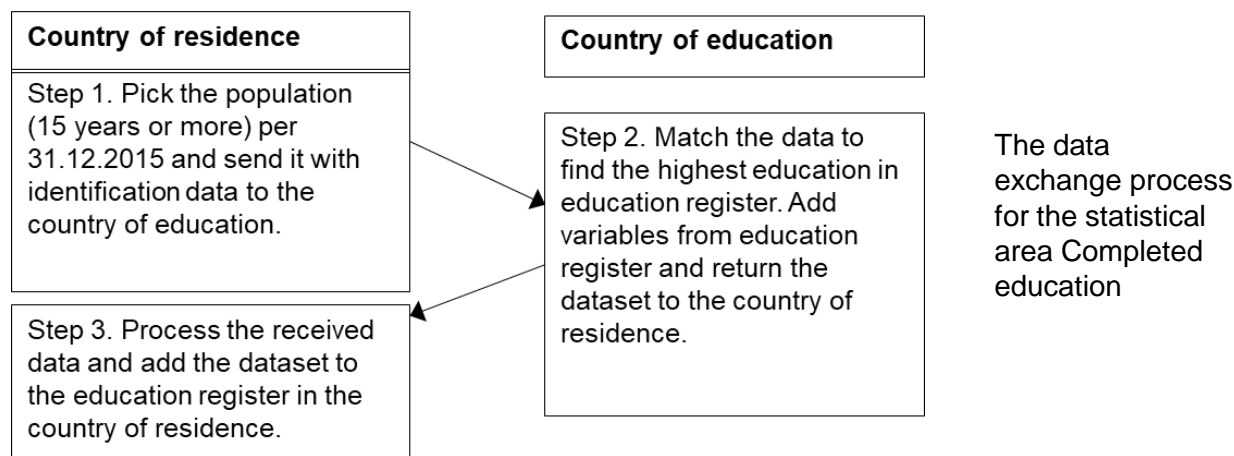 Country of residence
Step 1. Pick the population
(15 years or more) per
31.12.2015 and send it with
identification data to the
country of education.
Country of education
Step 2. Match the data to
find the highest education in
education register. Add
variables from education
register and return the
dataset to the country of
residence.
Step 3. Process the received
data and add the dataset to
the education register in the
country of residence.
The data
exchange process
for the statistical
area Completed
education